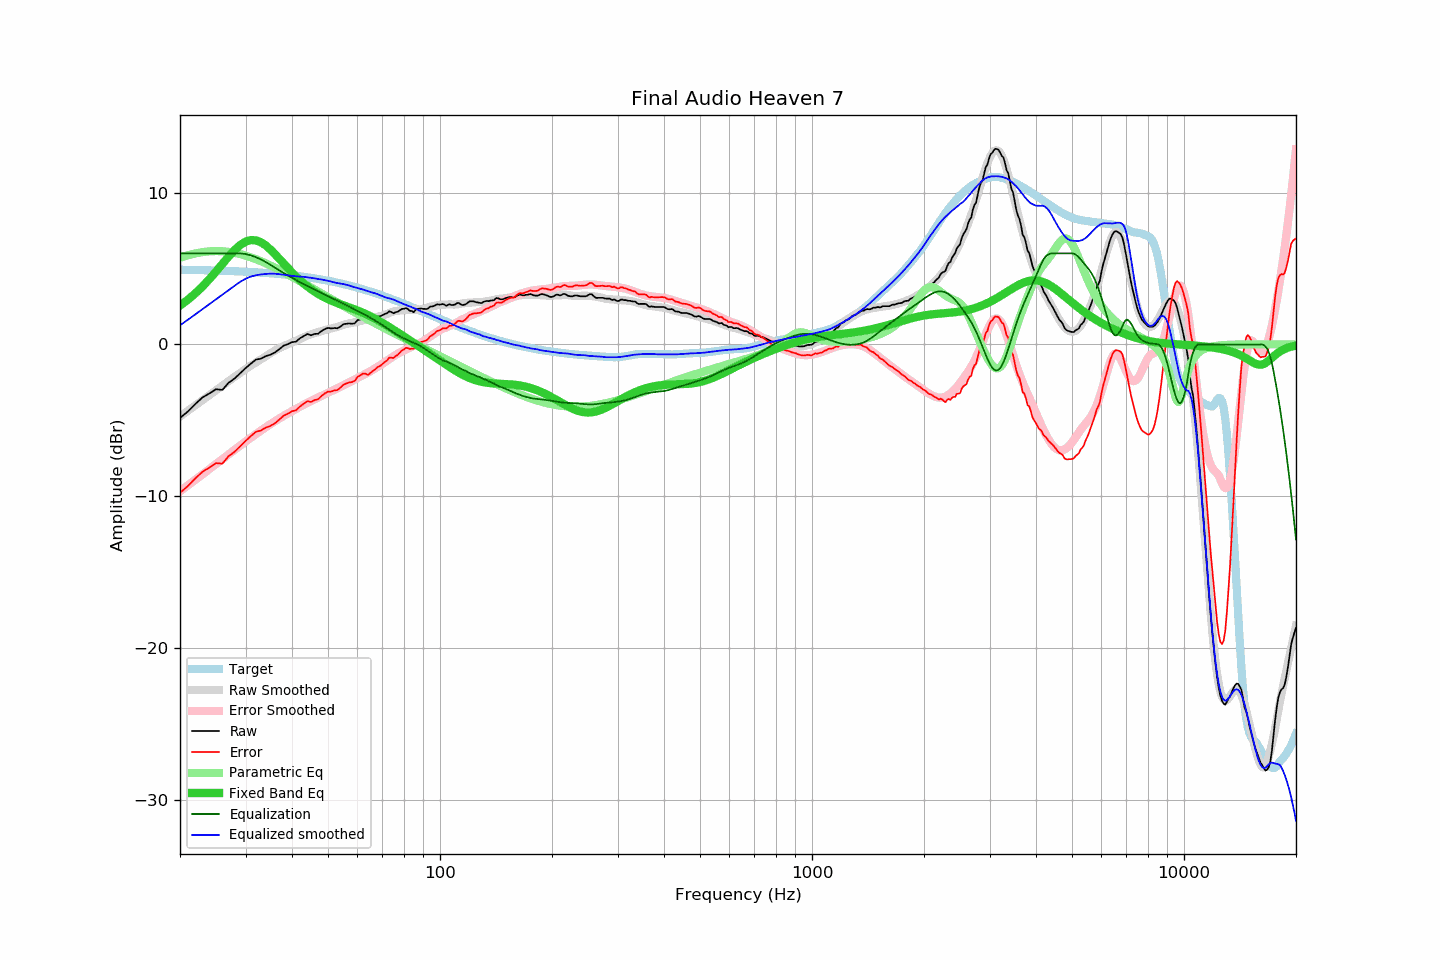 Final Audio Heaven 7
10
0
−10
−20
−30
Amplitude (dBr)
Target
Raw Smoothed
Error Smoothed
Raw
Error
Parametric Eq
Fixed Band Eq
Equalization
Equalized smoothed
100
1000
10000
Frequency (Hz)